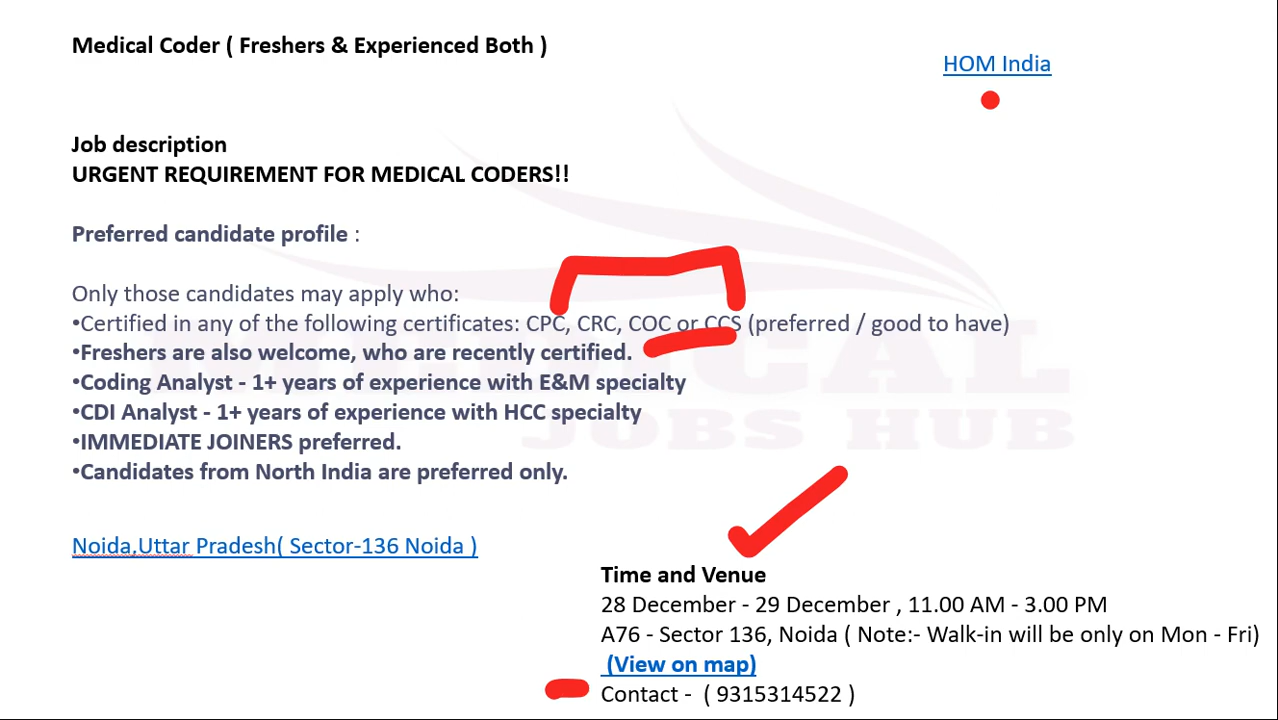 Medical Coder ( Freshers & Experienced Both )
HOM India
Job description
URGENT REQUIREMENT FOR MEDICAL CODERS!!
Preferred candidate profile :
Only those candidates may apply who:
•Certified in any of the following certificates: CPC, CRC, COC or CCS (preferred / good to have)
•Freshers are also welcome, who are recently certified.
•Coding Analyst - 1+ years of experience with E&M specialty
•CDI Analyst - 1+ years of experience with HCC specialty
•IMMEDIATE JOINERS preferred.
•Candidates from North India are preferred only.
MEDICAL
JOBS HUB
Noida,Uttar Pradesh( Sector-136 Noida )
Time and Venue
28 December - 29 December , 11.00 AM - 3.00 PM
A76 - Sector 136, Noida ( Note:- Walk-in will be only on Mon - Fri)
(View on map)
Contact - ( 9315314522 )